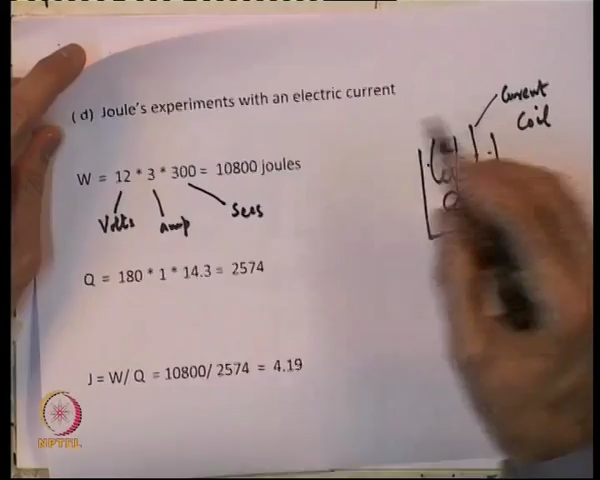 (d) Joule's experiments with an electric current
Current
Coil
W = 12 * 3 * 300 = 10800 joules
Volts amp Secs
Q = 180 * 1 * 14.3 = 2574
J = W/ Q = 10800/ 2574 = 4.19
NPTEL